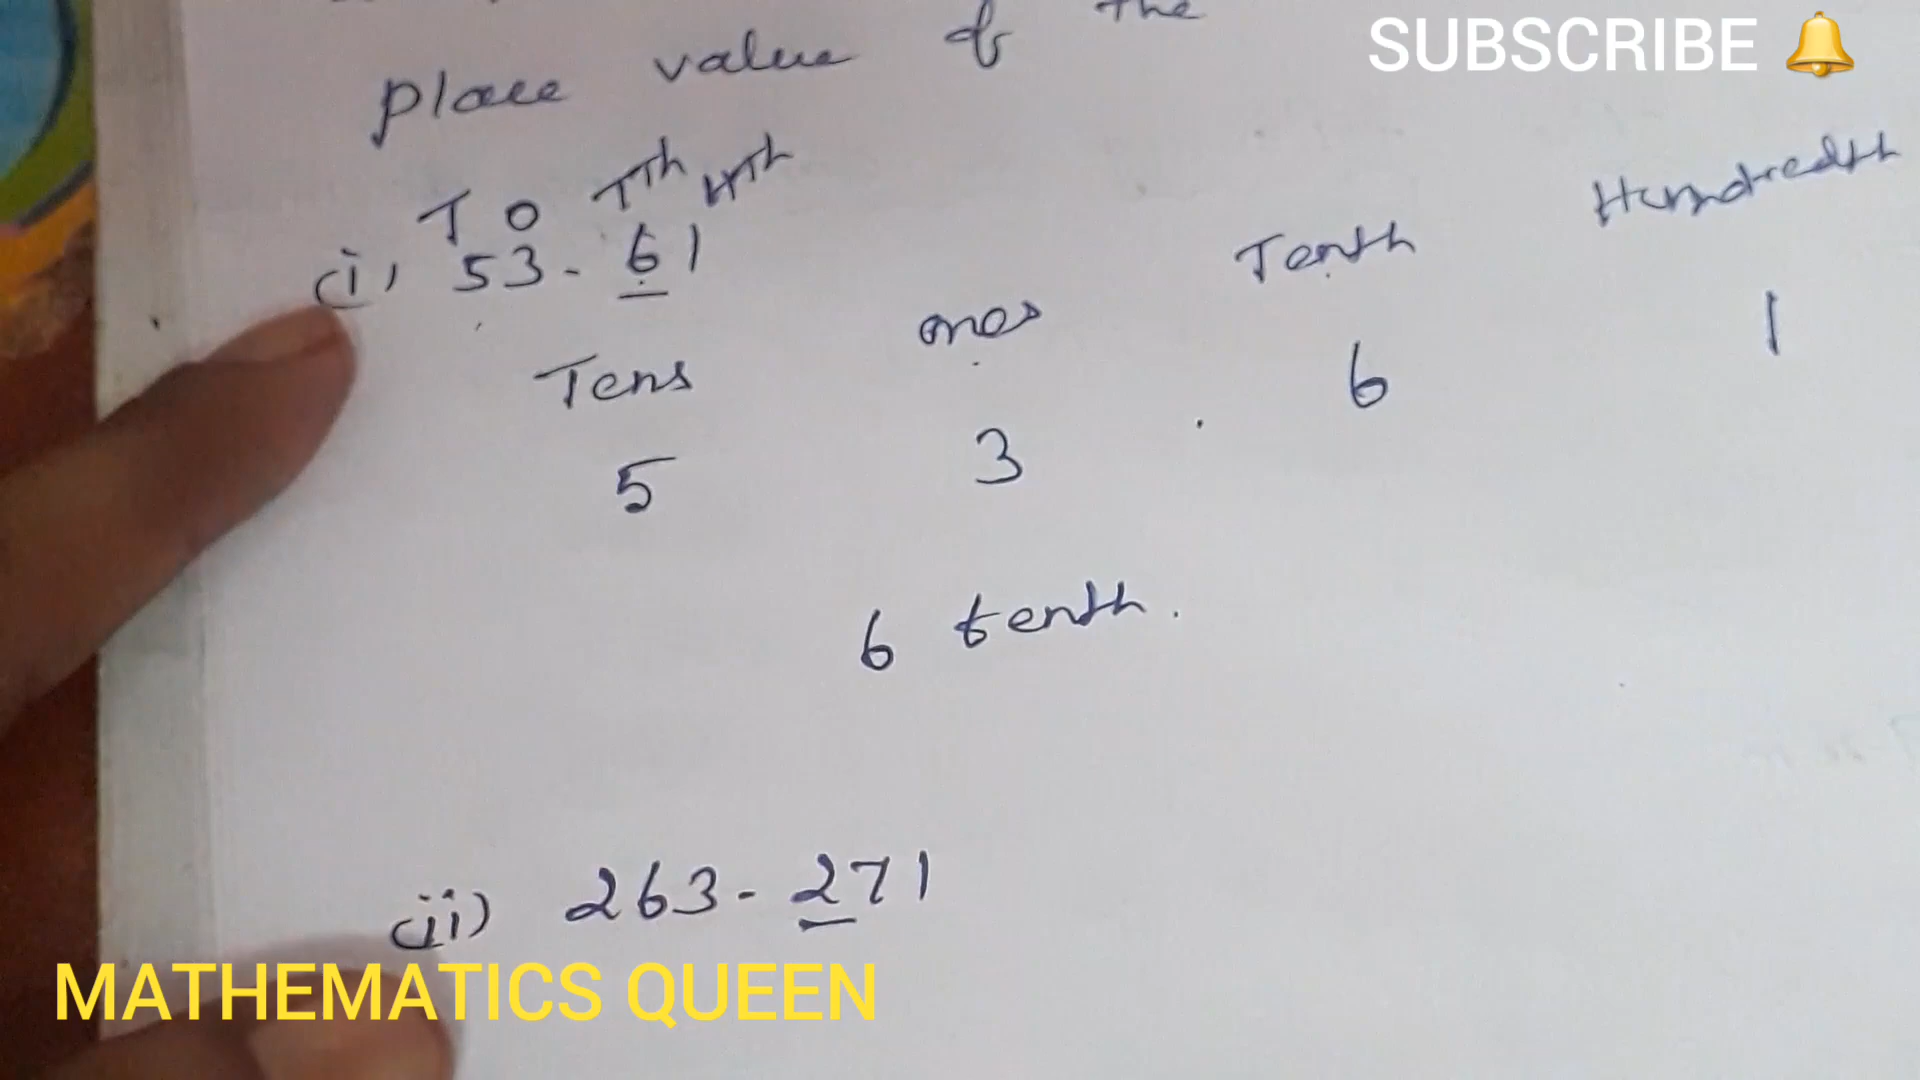 SUBSCRIBE 🔔
place value of the
T O Tth HTh
(i) 53.61
Tens ones Tenth Hundredth
5 3 . 6 1
6 tenth.
(ii) 263.271
MATHEMATICS QUEEN